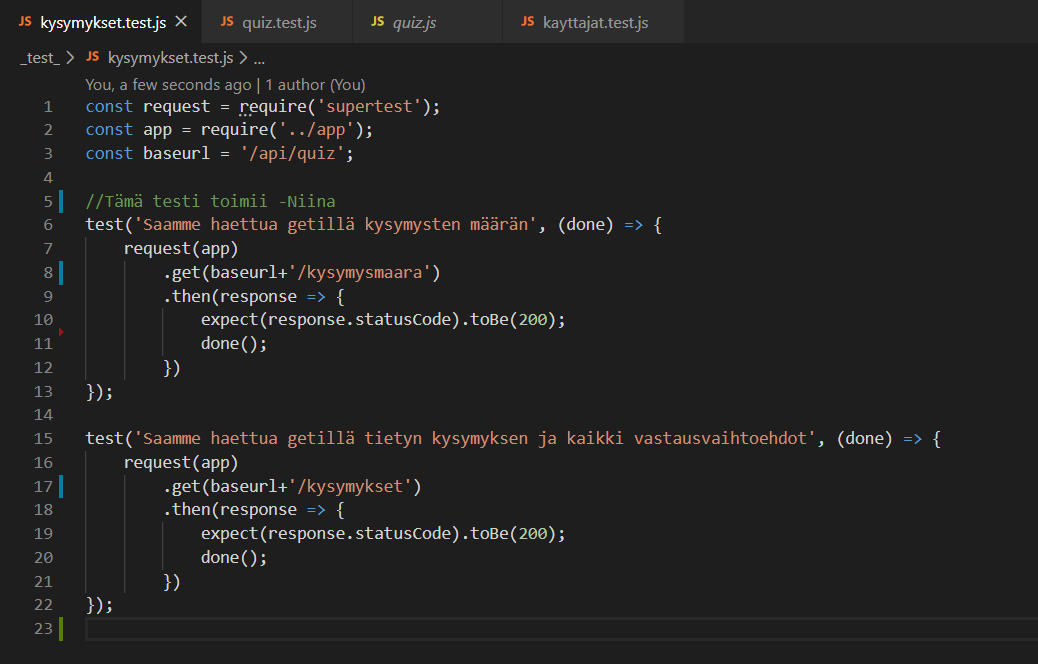 JS kysymykset.test.js JS quiz.test.js JS quiz.js JS kayttajat.test.js
_test_ > JS kysymykset.test.js > ...
You, a few seconds ago | 1 author (You)
1 const request = require('supertest');
2 const app = require('../app');
3 const baseurl = '/api/quiz';
4
5 //Tämä testi toimii -Niina
6 test('Saamme haettua getillä kysymysten määrän', (done) => {
7 request(app)
8 .get(baseurl+'/kysymysmaara')
9 .then(response => {
10 expect(response.statusCode).toBe(200);
11 done();
12 })
13 });
14
15 test('Saamme haettua getillä tietyn kysymyksen ja kaikki vastausvaihtoehdot', (done) => {
16 request(app)
17 .get(baseurl+'/kysymykset')
18 .then(response => {
19 expect(response.statusCode).toBe(200);
20 done();
21 })
22 });
23